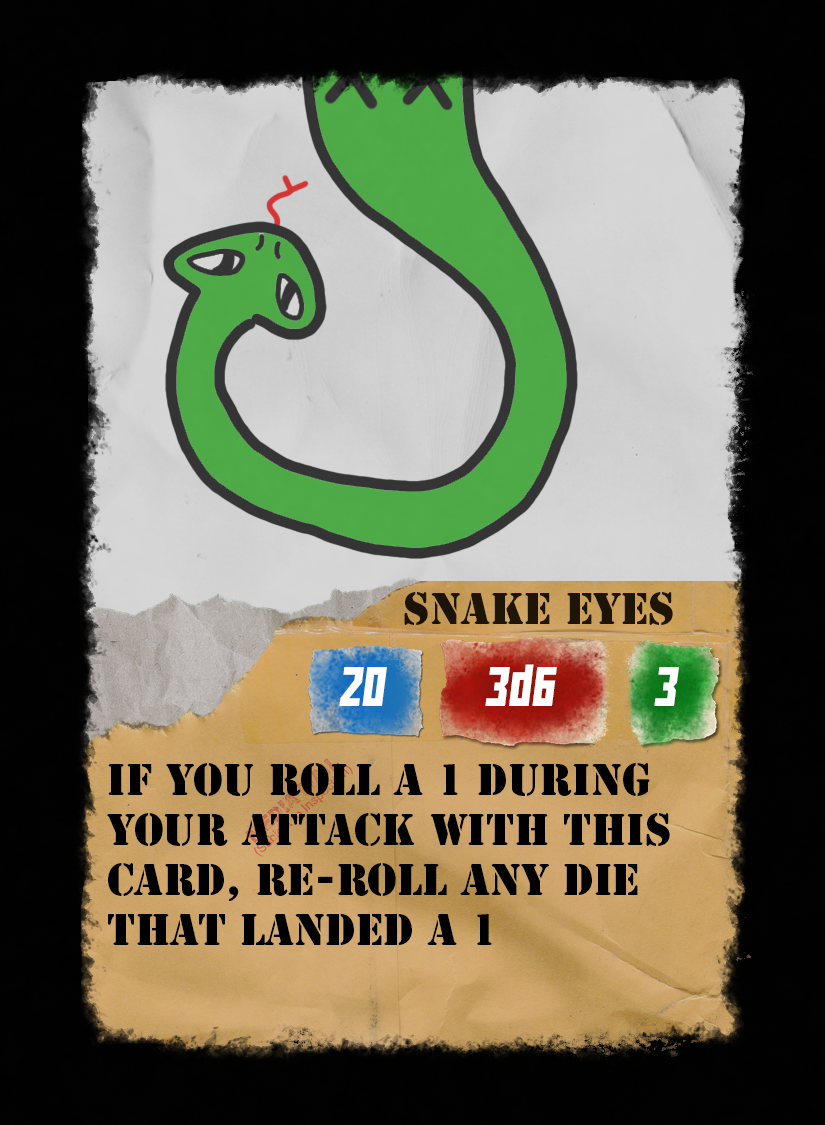 SNAKE EYES
20 3d6 3
IF YOU ROLL A 1 DURING
YOUR ATTACK WITH THIS
CARD, RE-ROLL ANY DIE
THAT LANDED A 1